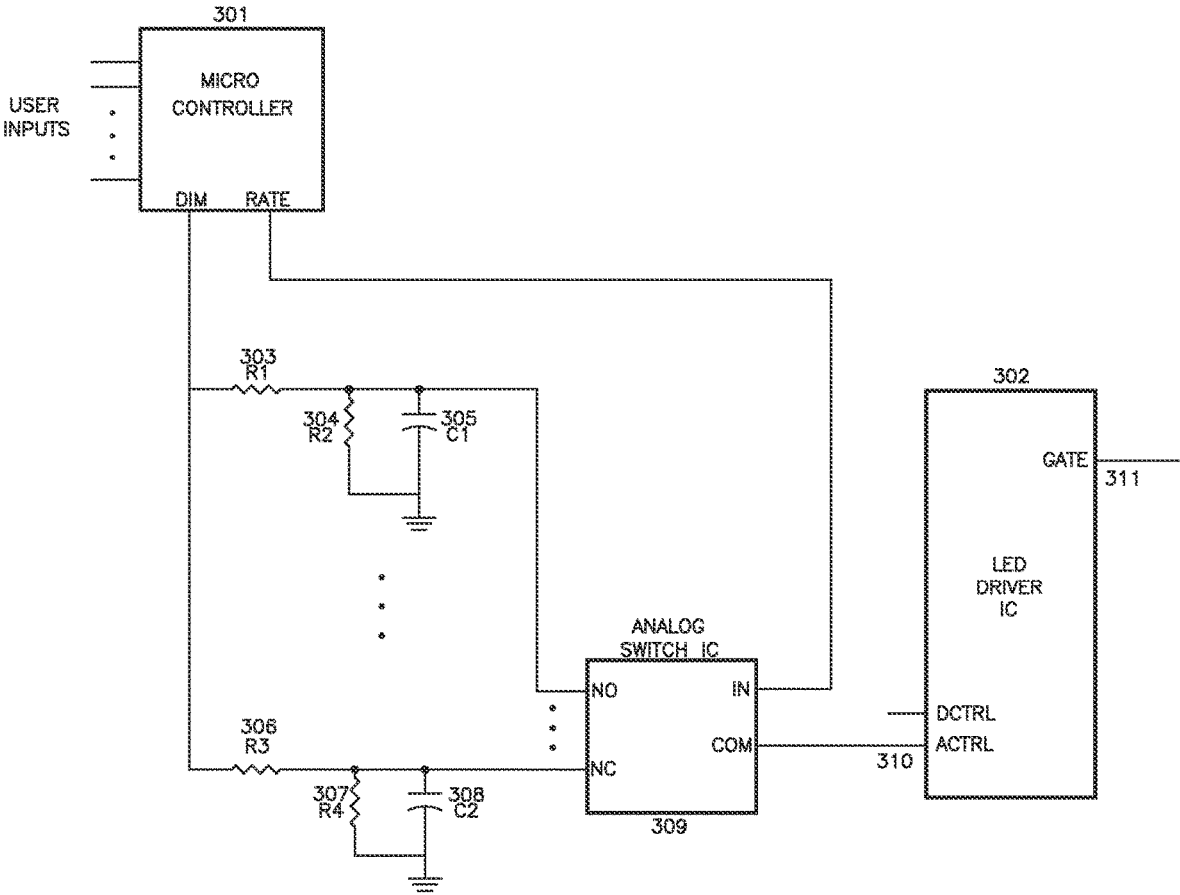 301
MICRO
CONTROLLER
USER
INPUTS
DIM RATE
303
R1
304
R2
305
C1
302
GATE
311
LED
DRIVER
IC
ANALOG
SWITCH IC
NO
IN
DCTRL
COM
ACTRL
310
NC
306
R3
307
R4
308
C2
309